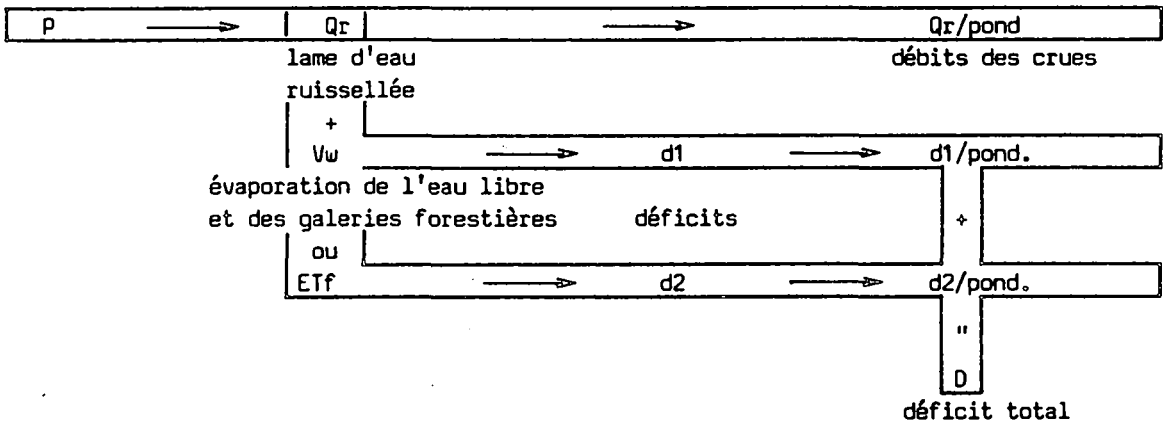 P Qr Qr/pond
lame d'eau débits des crues
ruissellée
+
Vw d1 d1/pond.
évaporation de l'eau libre
et des galeries forestières déficits +
ou
ETf d2 d2/pond.
"
D
déficit total